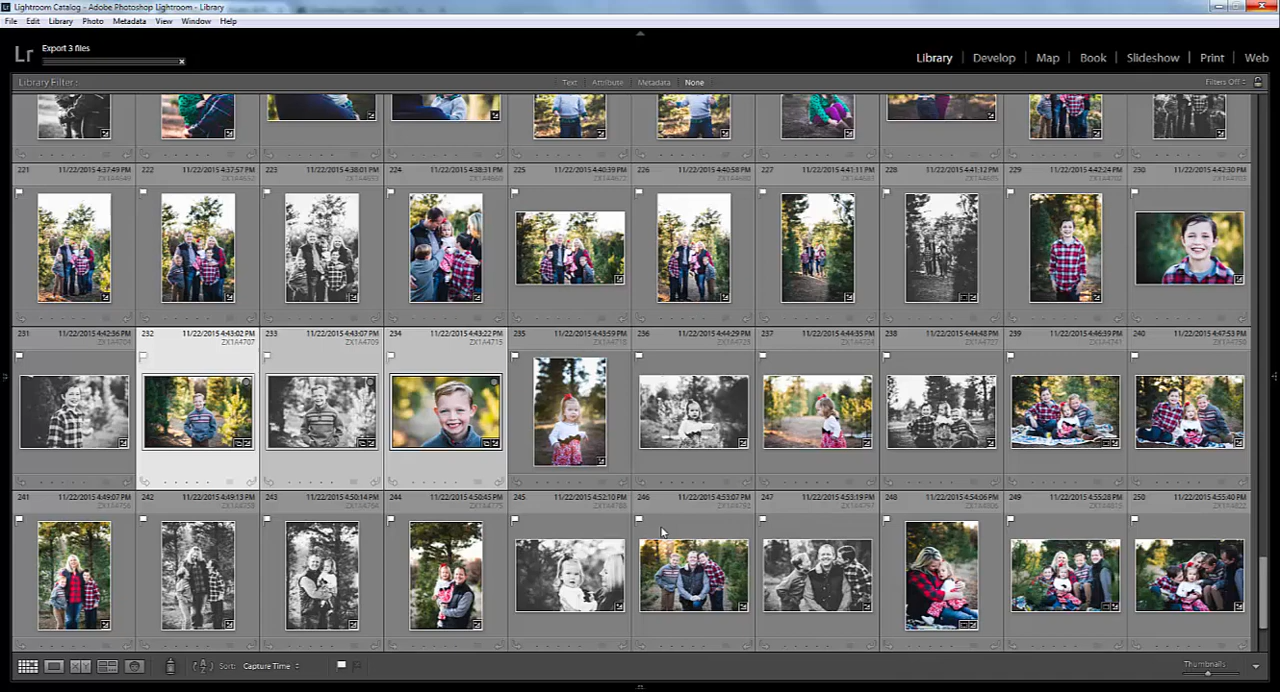 Lightroom Catalog - Adobe Photoshop Lightroom - Library
File Edit Library Photo Metadata View Window Help
Lr Export 3 files
Library | Develop | Map | Book | Slideshow | Print | Web
Library Filter: Text Attribute Metadata None Filters Off
221 11/22/2015 4:37:49 PM 222 11/22/2015 4:37:57 PM 223 11/22/2015 4:38:01 PM 224 11/22/2015 4:38:31 PM 225 11/22/2015 4:40:39 PM 226 11/22/2015 4:40:58 PM 227 11/22/2015 4:41:11 PM 228 11/22/2015 4:41:12 PM 229 11/22/2015 4:42:24 PM 230 11/22/2015 4:42:30 PM
231 11/22/2015 4:42:36 PM 232 11/22/2015 4:43:02 PM 233 11/22/2015 4:43:07 PM 234 11/22/2015 4:43:22 PM 235 11/22/2015 4:43:59 PM 236 11/22/2015 4:44:29 PM 237 11/22/2015 4:44:35 PM 238 11/22/2015 4:44:48 PM 239 11/22/2015 4:46:39 PM 240 11/22/2015 4:47:53 PM
ZX1A4704 ZX1A4707 ZX1A4709 ZX1A4715
241 11/22/2015 4:49:07 PM 242 11/22/2015 4:49:13 PM 243 11/22/2015 4:50:14 PM 244 11/22/2015 4:50:45 PM 245 11/22/2015 4:52:10 PM 246 11/22/2015 4:53:07 PM 247 11/22/2015 4:53:19 PM 248 11/22/2015 4:54:06 PM 249 11/22/2015 4:55:28 PM 250 11/22/2015 4:55:40 PM
Sort: Capture Time Thumbnails